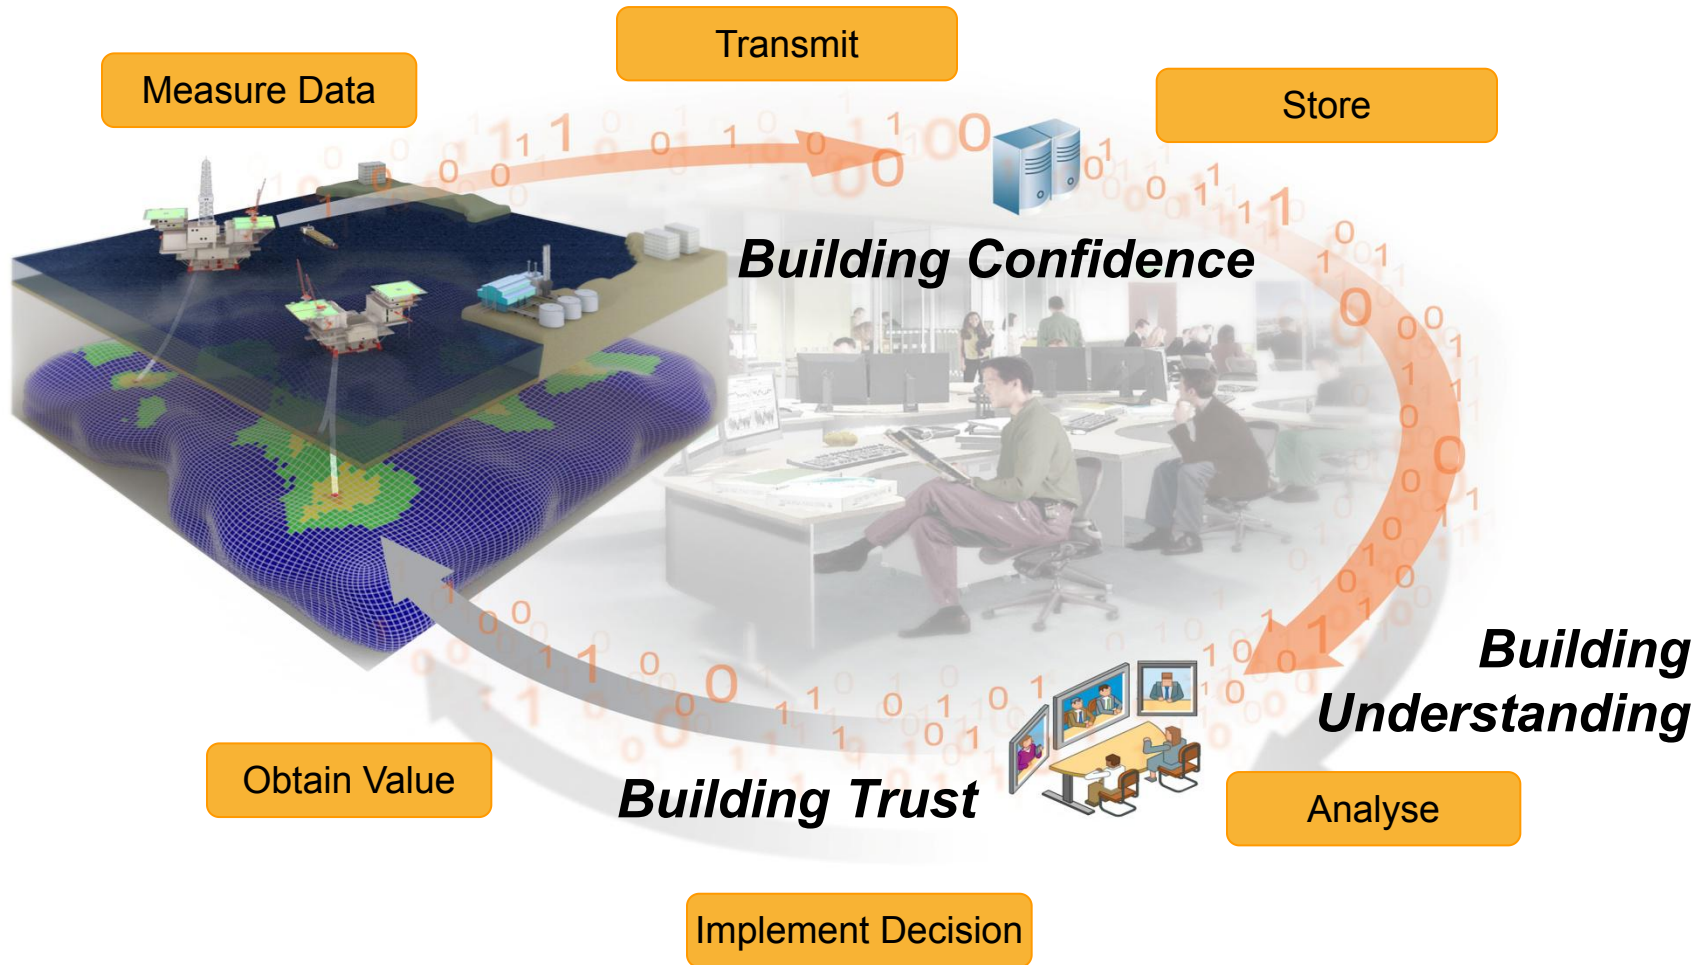 Transmit
Measure Data
Store
Building Confidence
Building
Understanding
Obtain Value
Building Trust
Analyse
Implement Decision